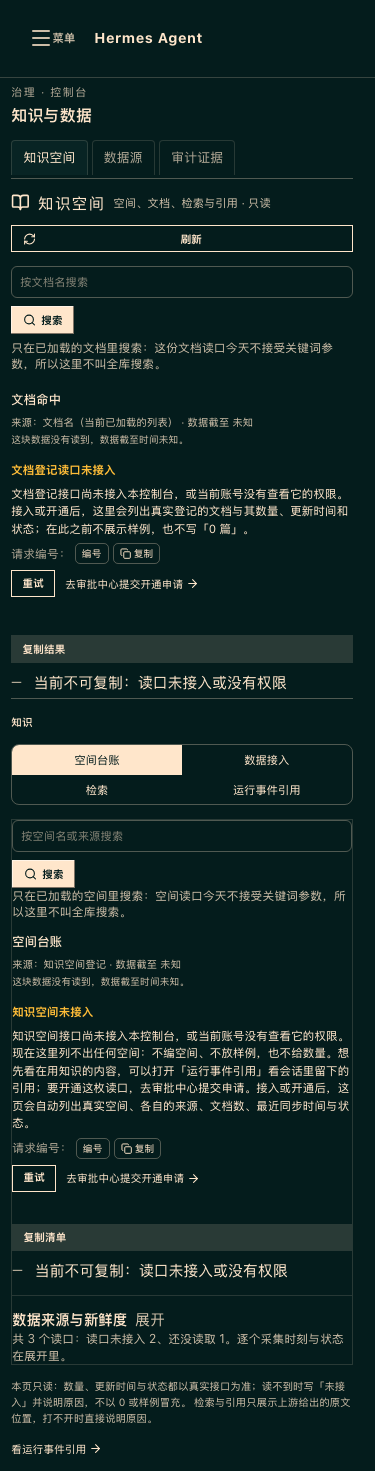 菜单 Hermes Agent
治理 · 控制台
知识与数据
知识空间 数据源 审计证据
知识空间 空间、文档、检索与引用 · 只读
刷新
按文档名搜索
搜索
只在已加载的文档里搜索：这份文档读口今天不接受关键词参
数，所以这里不叫全库搜索。
文档命中
来源：文档名（当前已加载的列表） · 数据截至 未知
这块数据没有读到，数据截至时间未知。
文档登记读口未接入
文档登记接口尚未接入本控制台，或当前账号没有查看它的权限。
接入或开通后，这里会列出真实登记的文档与其数量、更新时间和
状态；在此之前不展示样例，也不写「0 篇」。
请求编号： 编号 复制
重试 去审批中心提交开通申请 →
复制结果
— 当前不可复制：读口未接入或没有权限
知识
空间台账 数据接入
检索 运行事件引用
按空间名或来源搜索
搜索
只在已加载的空间里搜索：空间读口今天不接受关键词参数，所
以这里不叫全库搜索。
空间台账
来源：知识空间登记 · 数据截至 未知
这块数据没有读到，数据截至时间未知。
知识空间未接入
知识空间接口尚未接入本控制台，或当前账号没有查看它的权限。
现在这里列不出任何空间：不编空间、不放样例，也不给数量。想
先看在用知识的内容，可以打开「运行事件引用」看会话里留下的
引用；要开通这枚读口，去审批中心提交申请。接入或开通后，这
页会自动列出真实空间、各自的来源、文档数、最近同步时间与状
态。
请求编号： 编号 复制
重试 去审批中心提交开通申请 →
复制清单
— 当前不可复制：读口未接入或没有权限
数据来源与新鲜度 展开
共 3 个读口：读口未接入 2、还没读取 1。逐个采集时刻与状态
在展开里。
本页只读：数量、更新时间与状态都以真实接口为准；读不到时写「未接
入」并说明原因，不以 0 或样例冒充。 检索与引用只展示上游给出的原文
位置，打不开时直接说明原因。
看运行事件引用 →